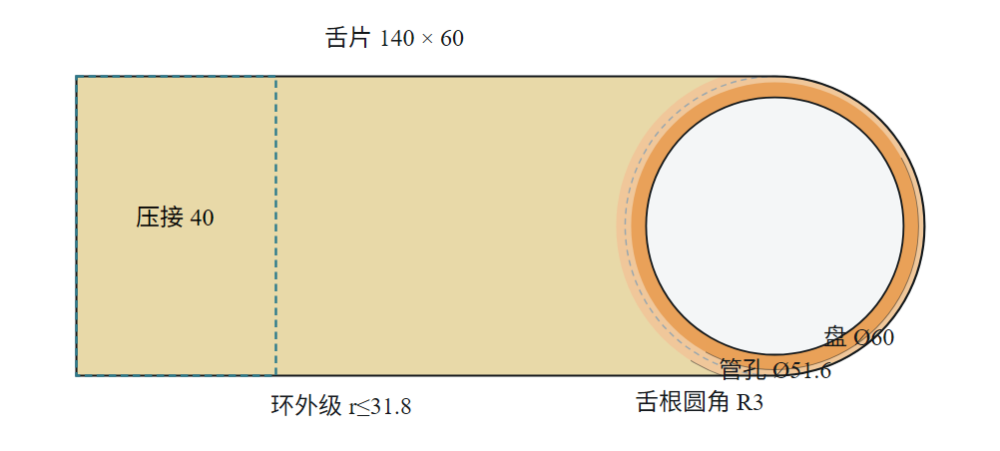 舌片 140 × 60
压接 40
盘 Ø60
管孔 Ø51.6
环外级 r≤31.8
舌根圆角 R3